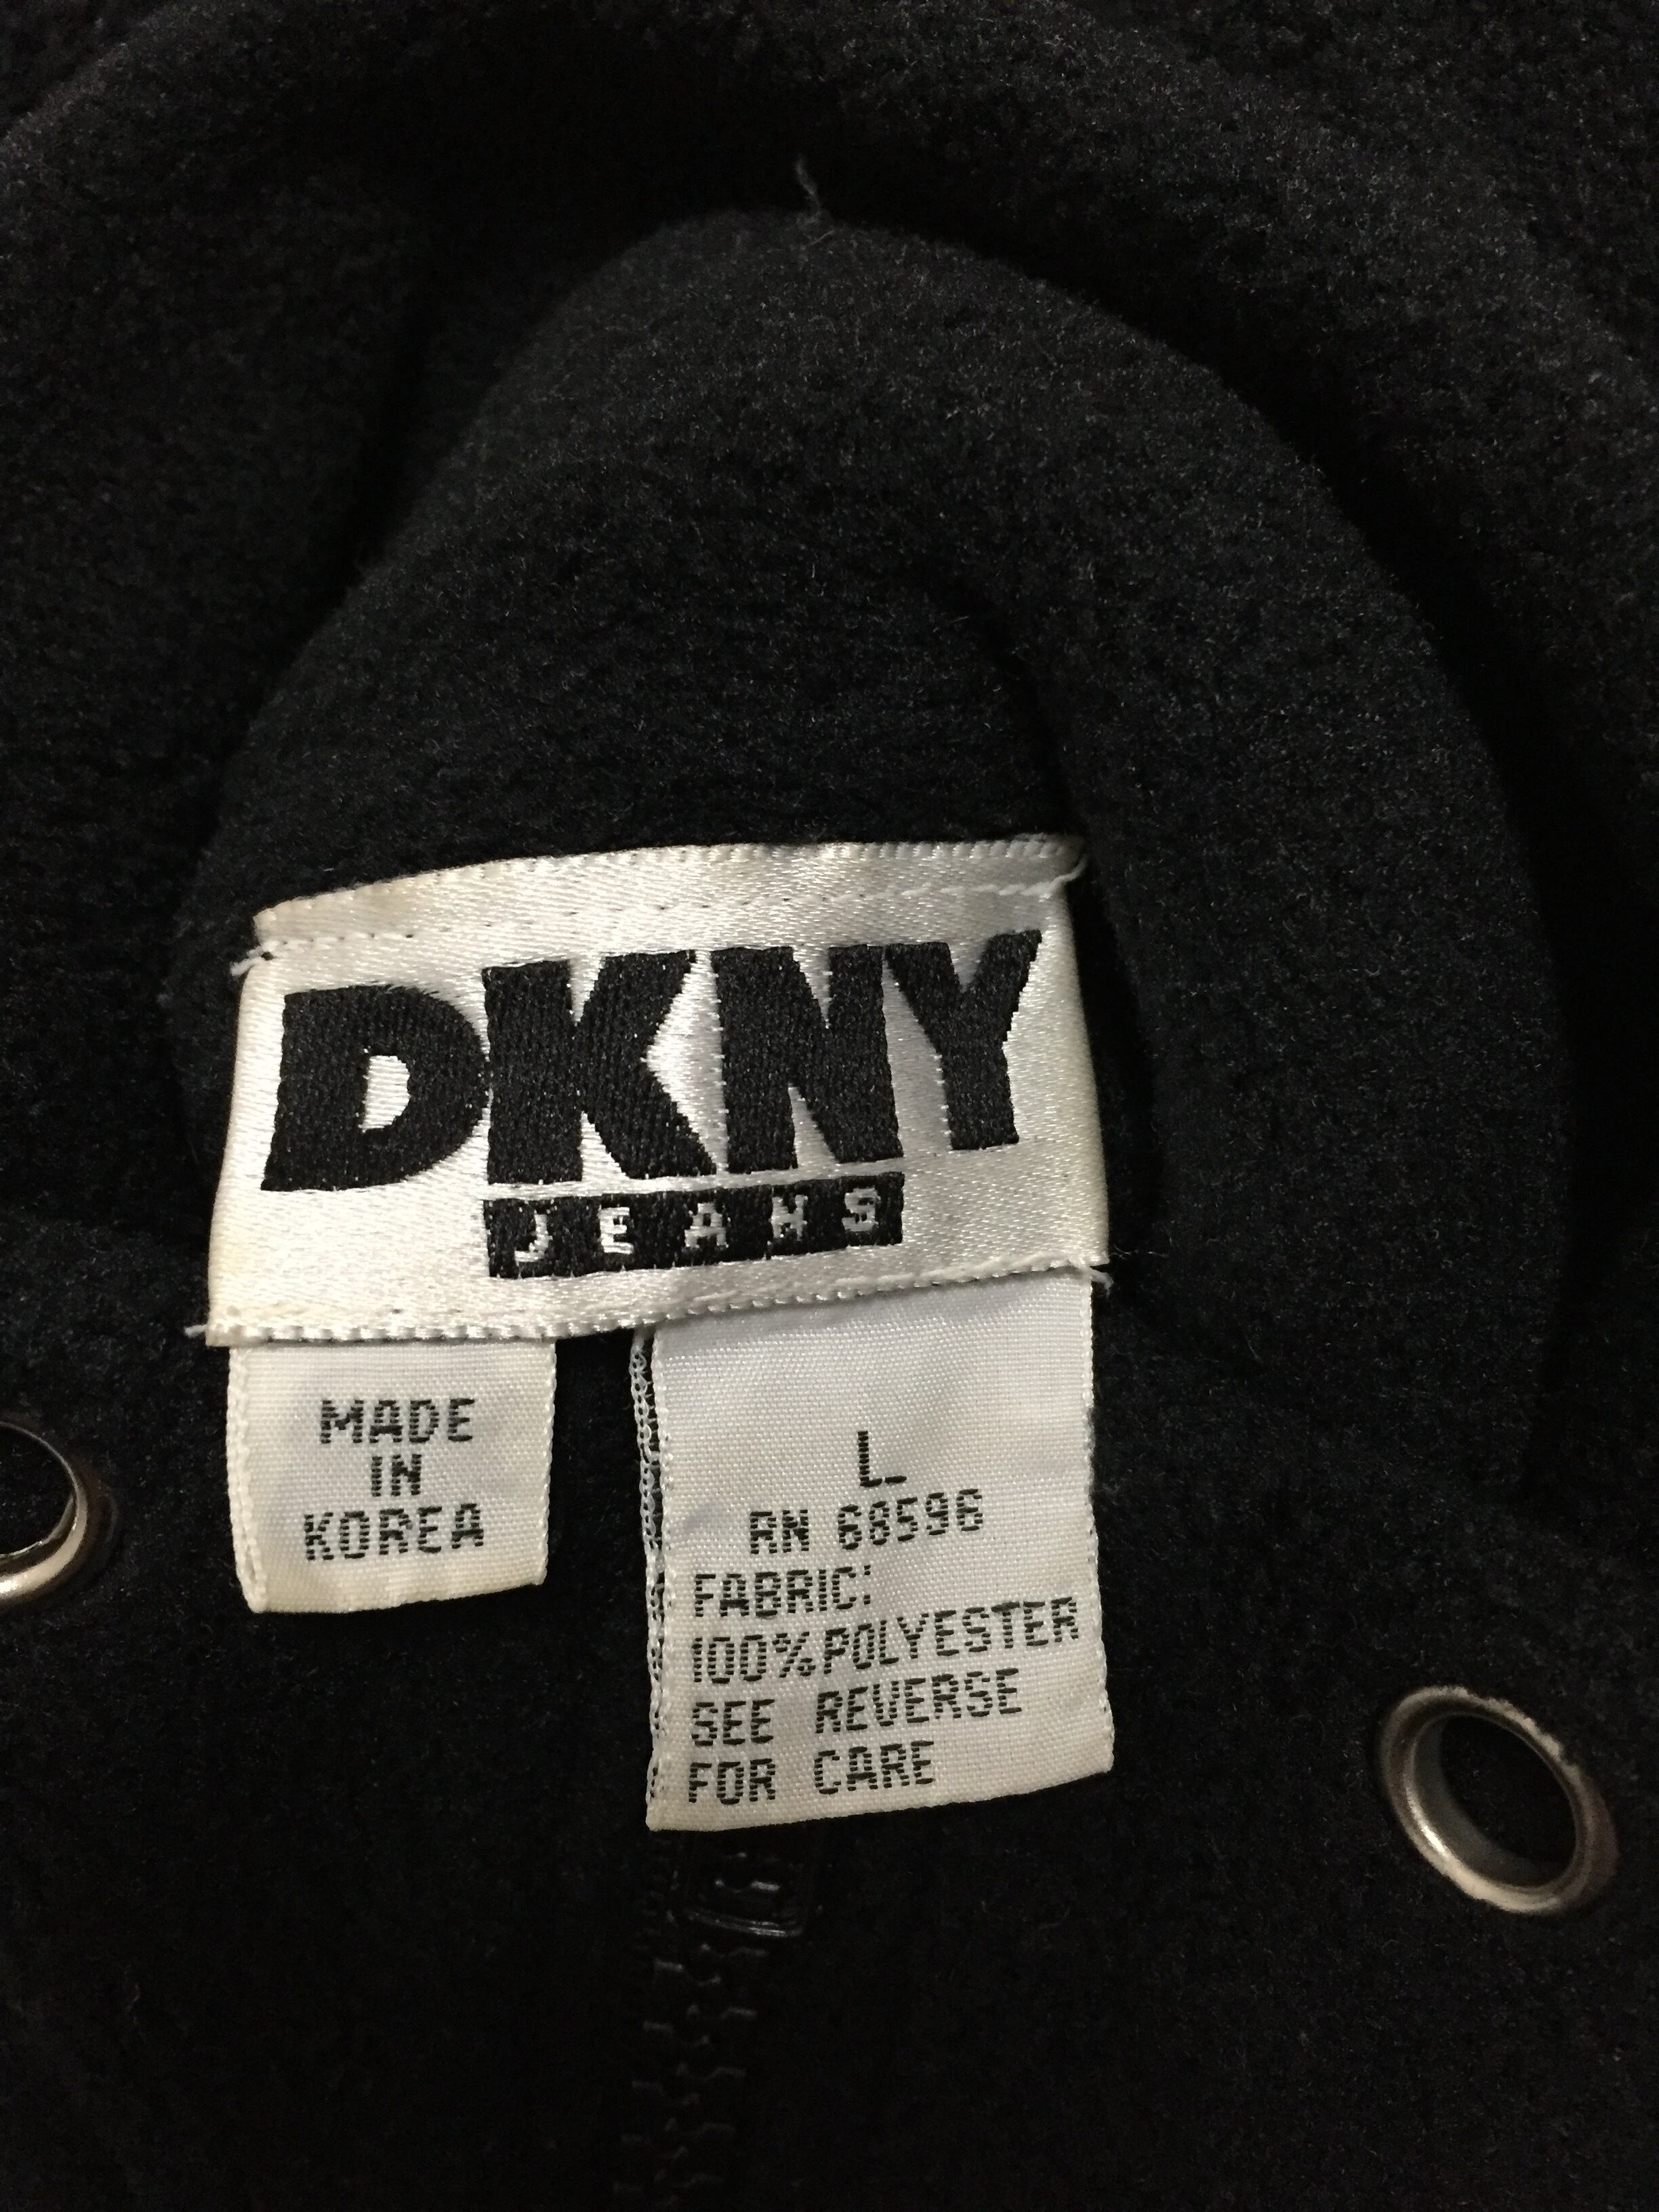 DKNY
JEANS
MADE
IN
KOREA
L
RN 68596
FABRIC:
100%POLYESTER
SEE REVERSE
FOR CARE